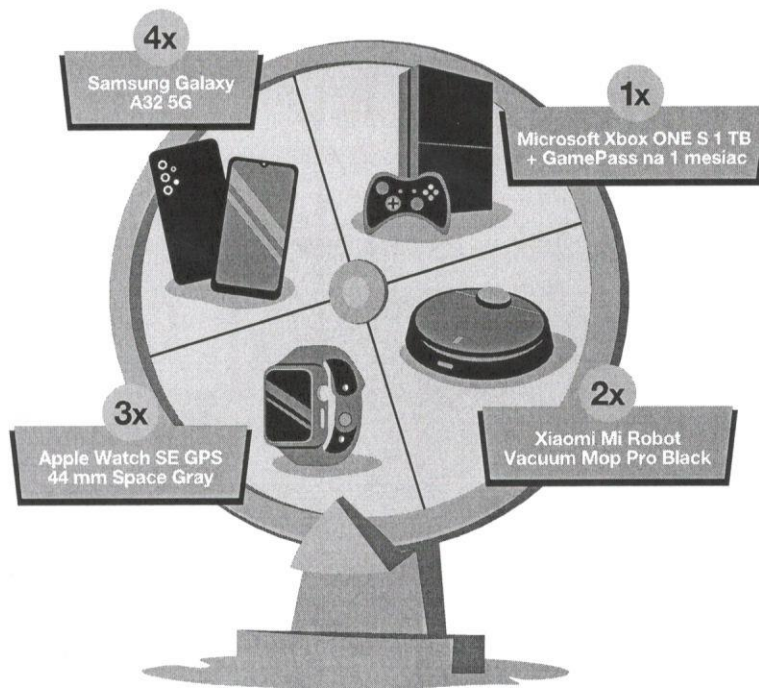 4x
Samsung Galaxy
A32 5G
1x
Microsoft Xbox ONE S 1 TB
+ GamePass na 1 mesiac
3x
Apple Watch SE GPS
44 mm Space Gray
2x
Xiaomi Mi Robot
Vacuum Mop Pro Black